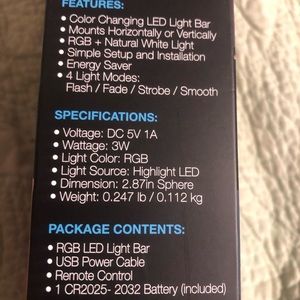 FEATURES:
• Color Changing LED Light Bar
• Mounts Horizontally or Vertically
• RGB + Natural White Light
• Simple Setup and Installation
• Energy Saver
• 4 Light Modes:
Flash / Fade / Strobe / Smooth
SPECIFICATIONS:
• Voltage: DC 5V 1A
• Wattage: 3W
• Light Color: RGB
• Light Source: Highlight LED
• Dimension: 2.87in Sphere
• Weight: 0.247 lb / 0.112 kg
PACKAGE CONTENTS:
• RGB LED Light Bar
• USB Power Cable
• Remote Control
• 1 CR2025- 2032 Battery (included)